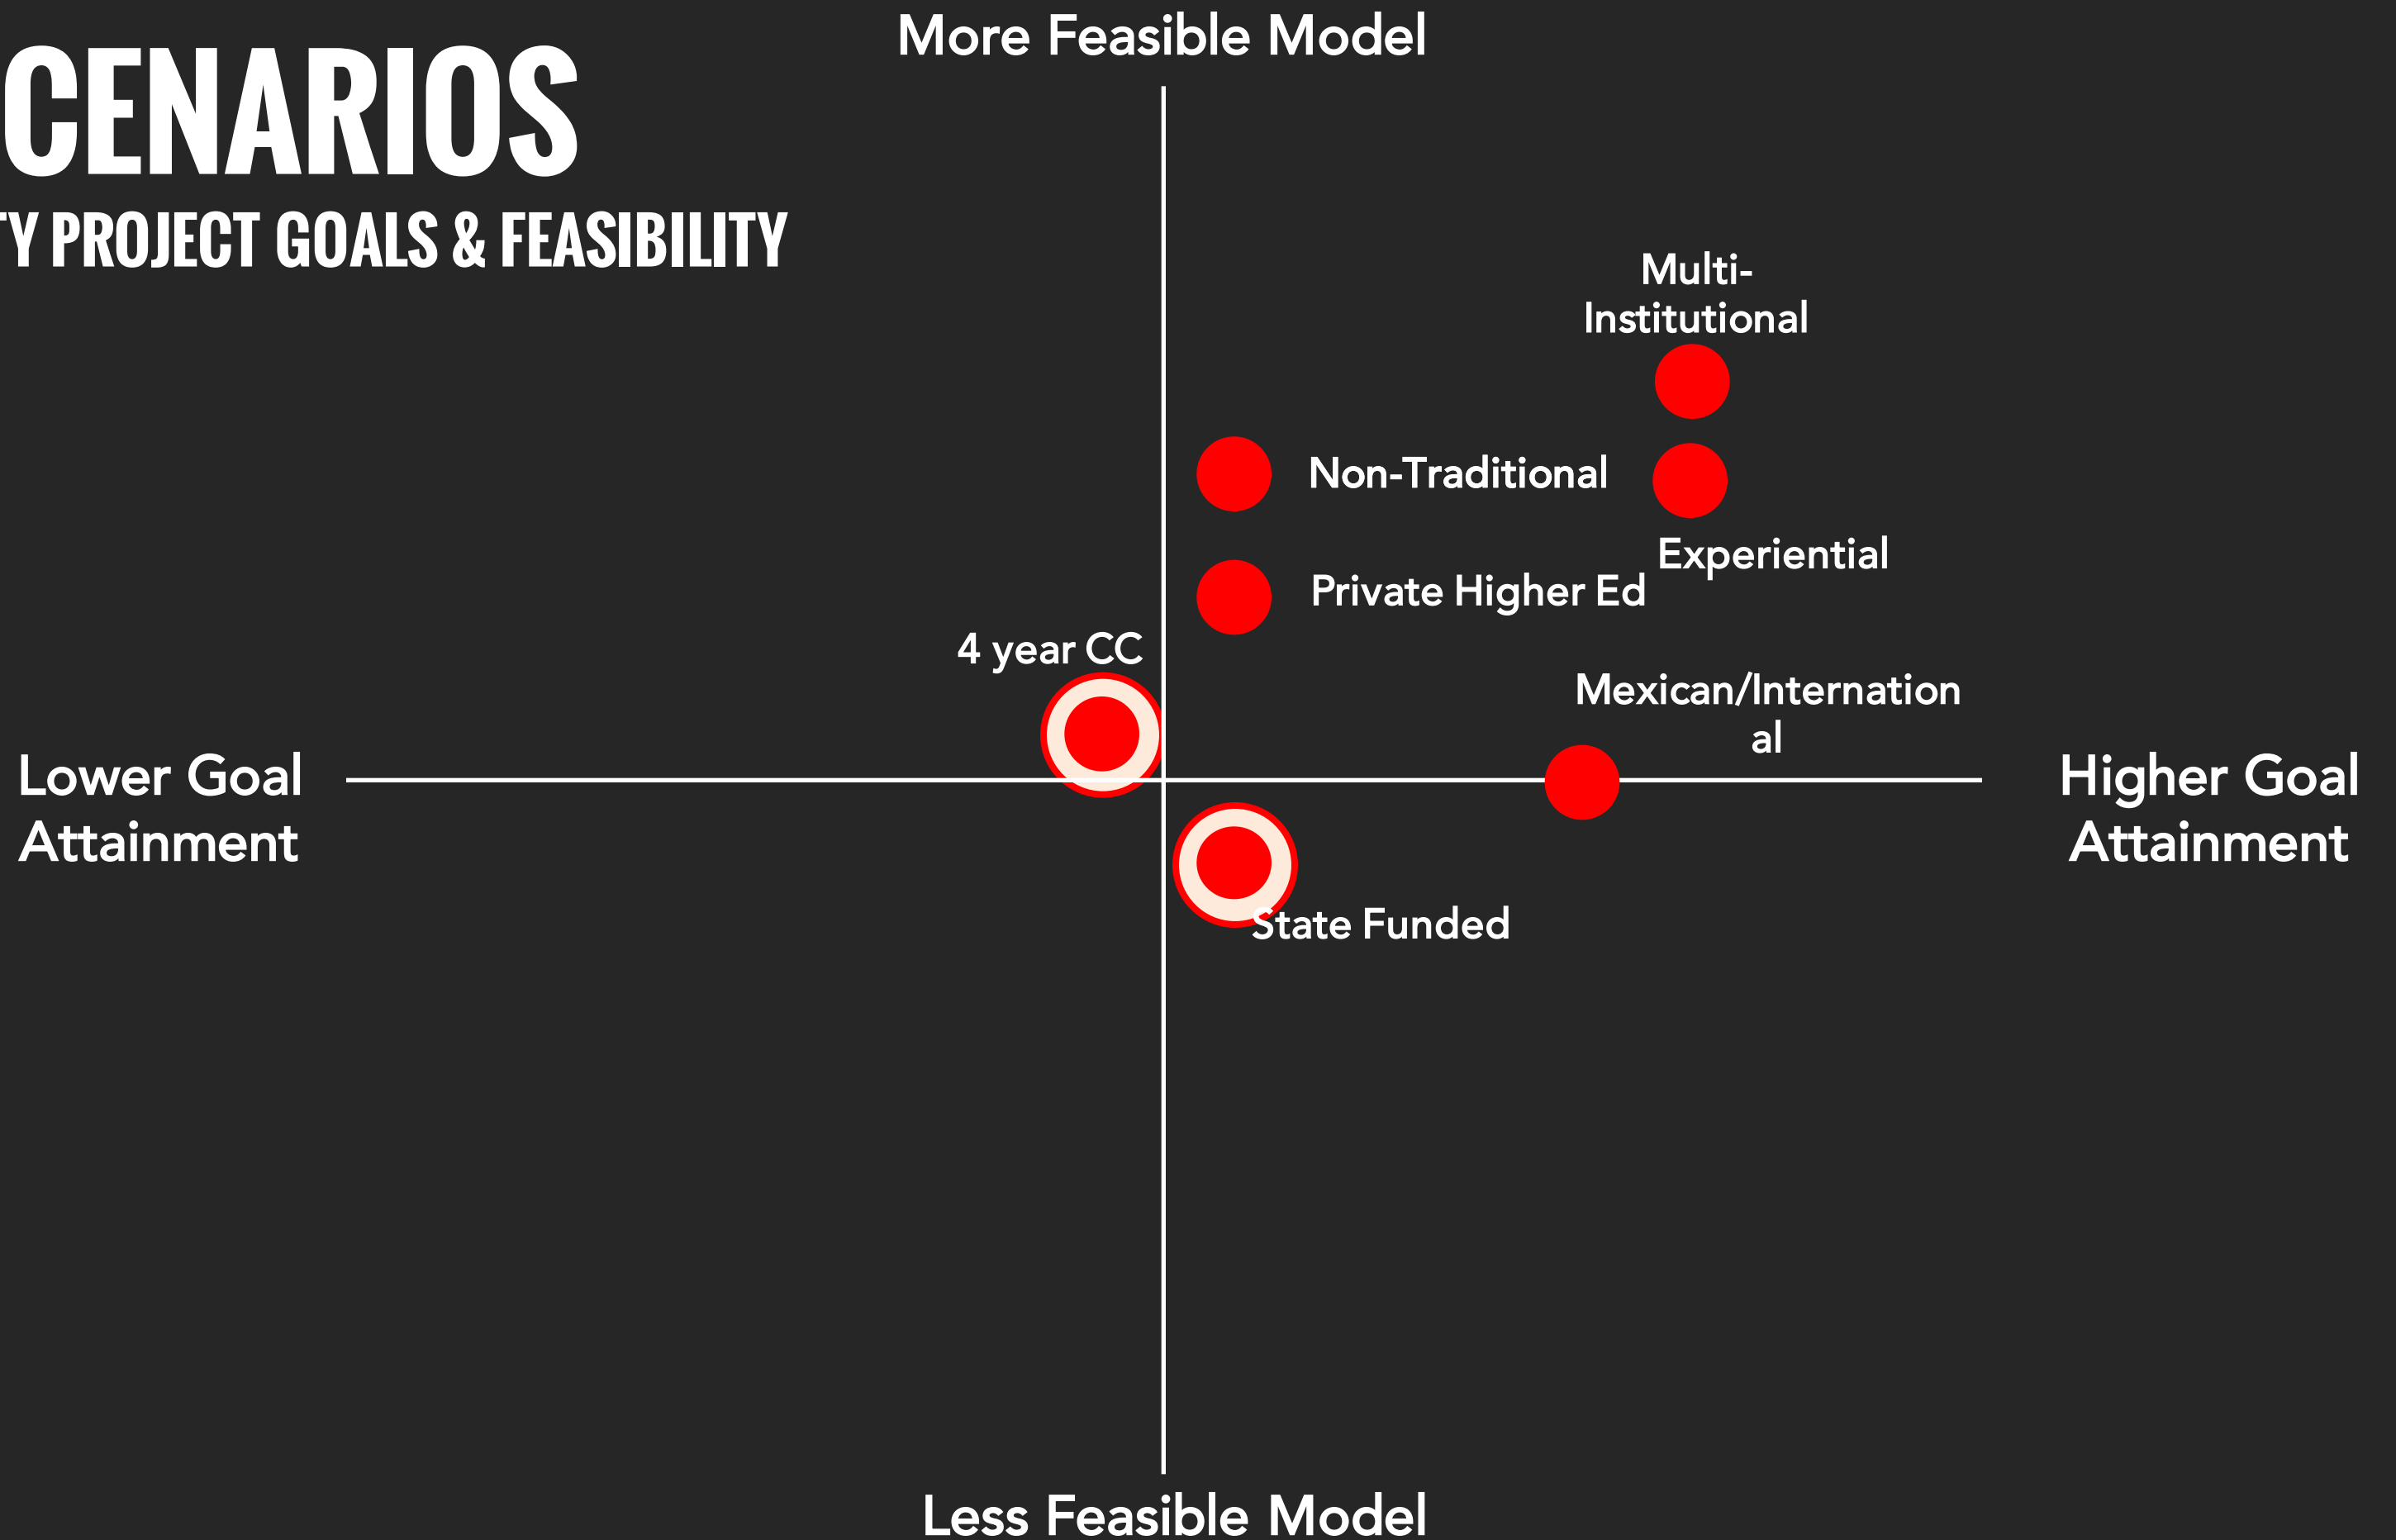 More Feasible Model
CENARIOS
Y PROJECT GOALS & FEASIBILITY
Multi-
Institutional
Non-Traditional
Experiential
Private Higher Ed
4 year CC
Mexican/Internation
al
Lower Goal
Attainment
Higher Goal
Attainment
State Funded
Less Feasible Model